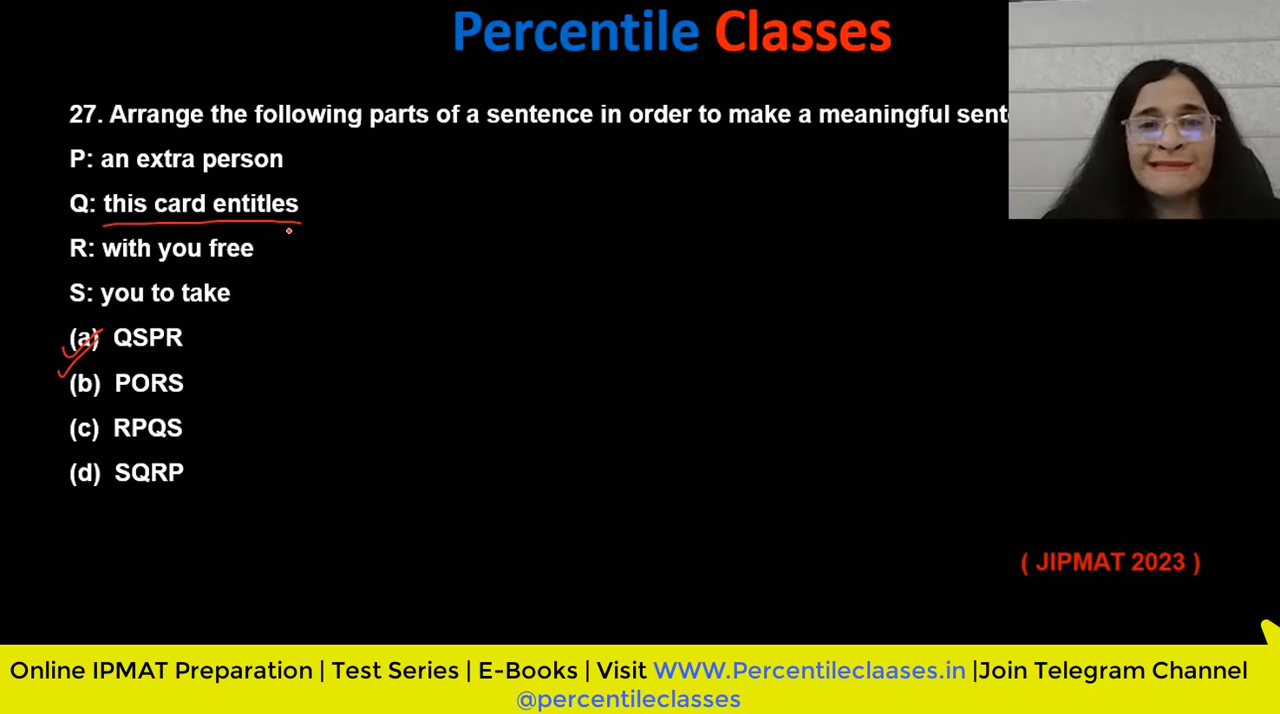 Percentile Classes
27. Arrange the following parts of a sentence in order to make a meaningful
P: an extra person
Q: this card entitles
R: with you free
S: you to take
(a) QSPR
(b) PORS
(c) RPQS
(d) SQRP
( JIPMAT 2023 )
Online IPMAT Preparation | Test Series | E-Books | Visit WWW.Percentileclaases.in |Join Telegram Channel
@percentileclasses